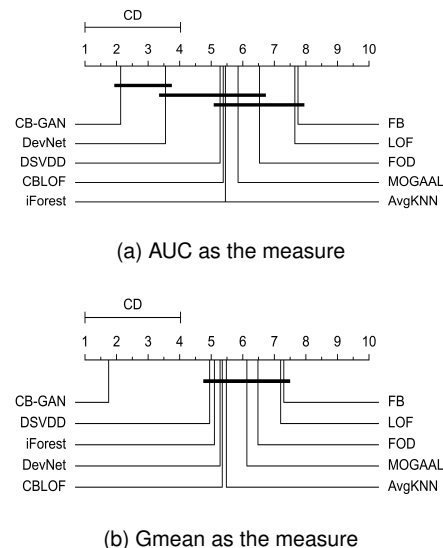 CD
1 2 3 4 5 6 7 8 9 10
CB-GAN FB
DevNet LOF
DSVDD FOD
CBLOF MOGAAL
iForest AvgKNN
(a) AUC as the measure
CD
1 2 3 4 5 6 7 8 9 10
CB-GAN FB
DSVDD LOF
iForest FOD
DevNet MOGAAL
CBLOF AvgKNN
(b) Gmean as the measure